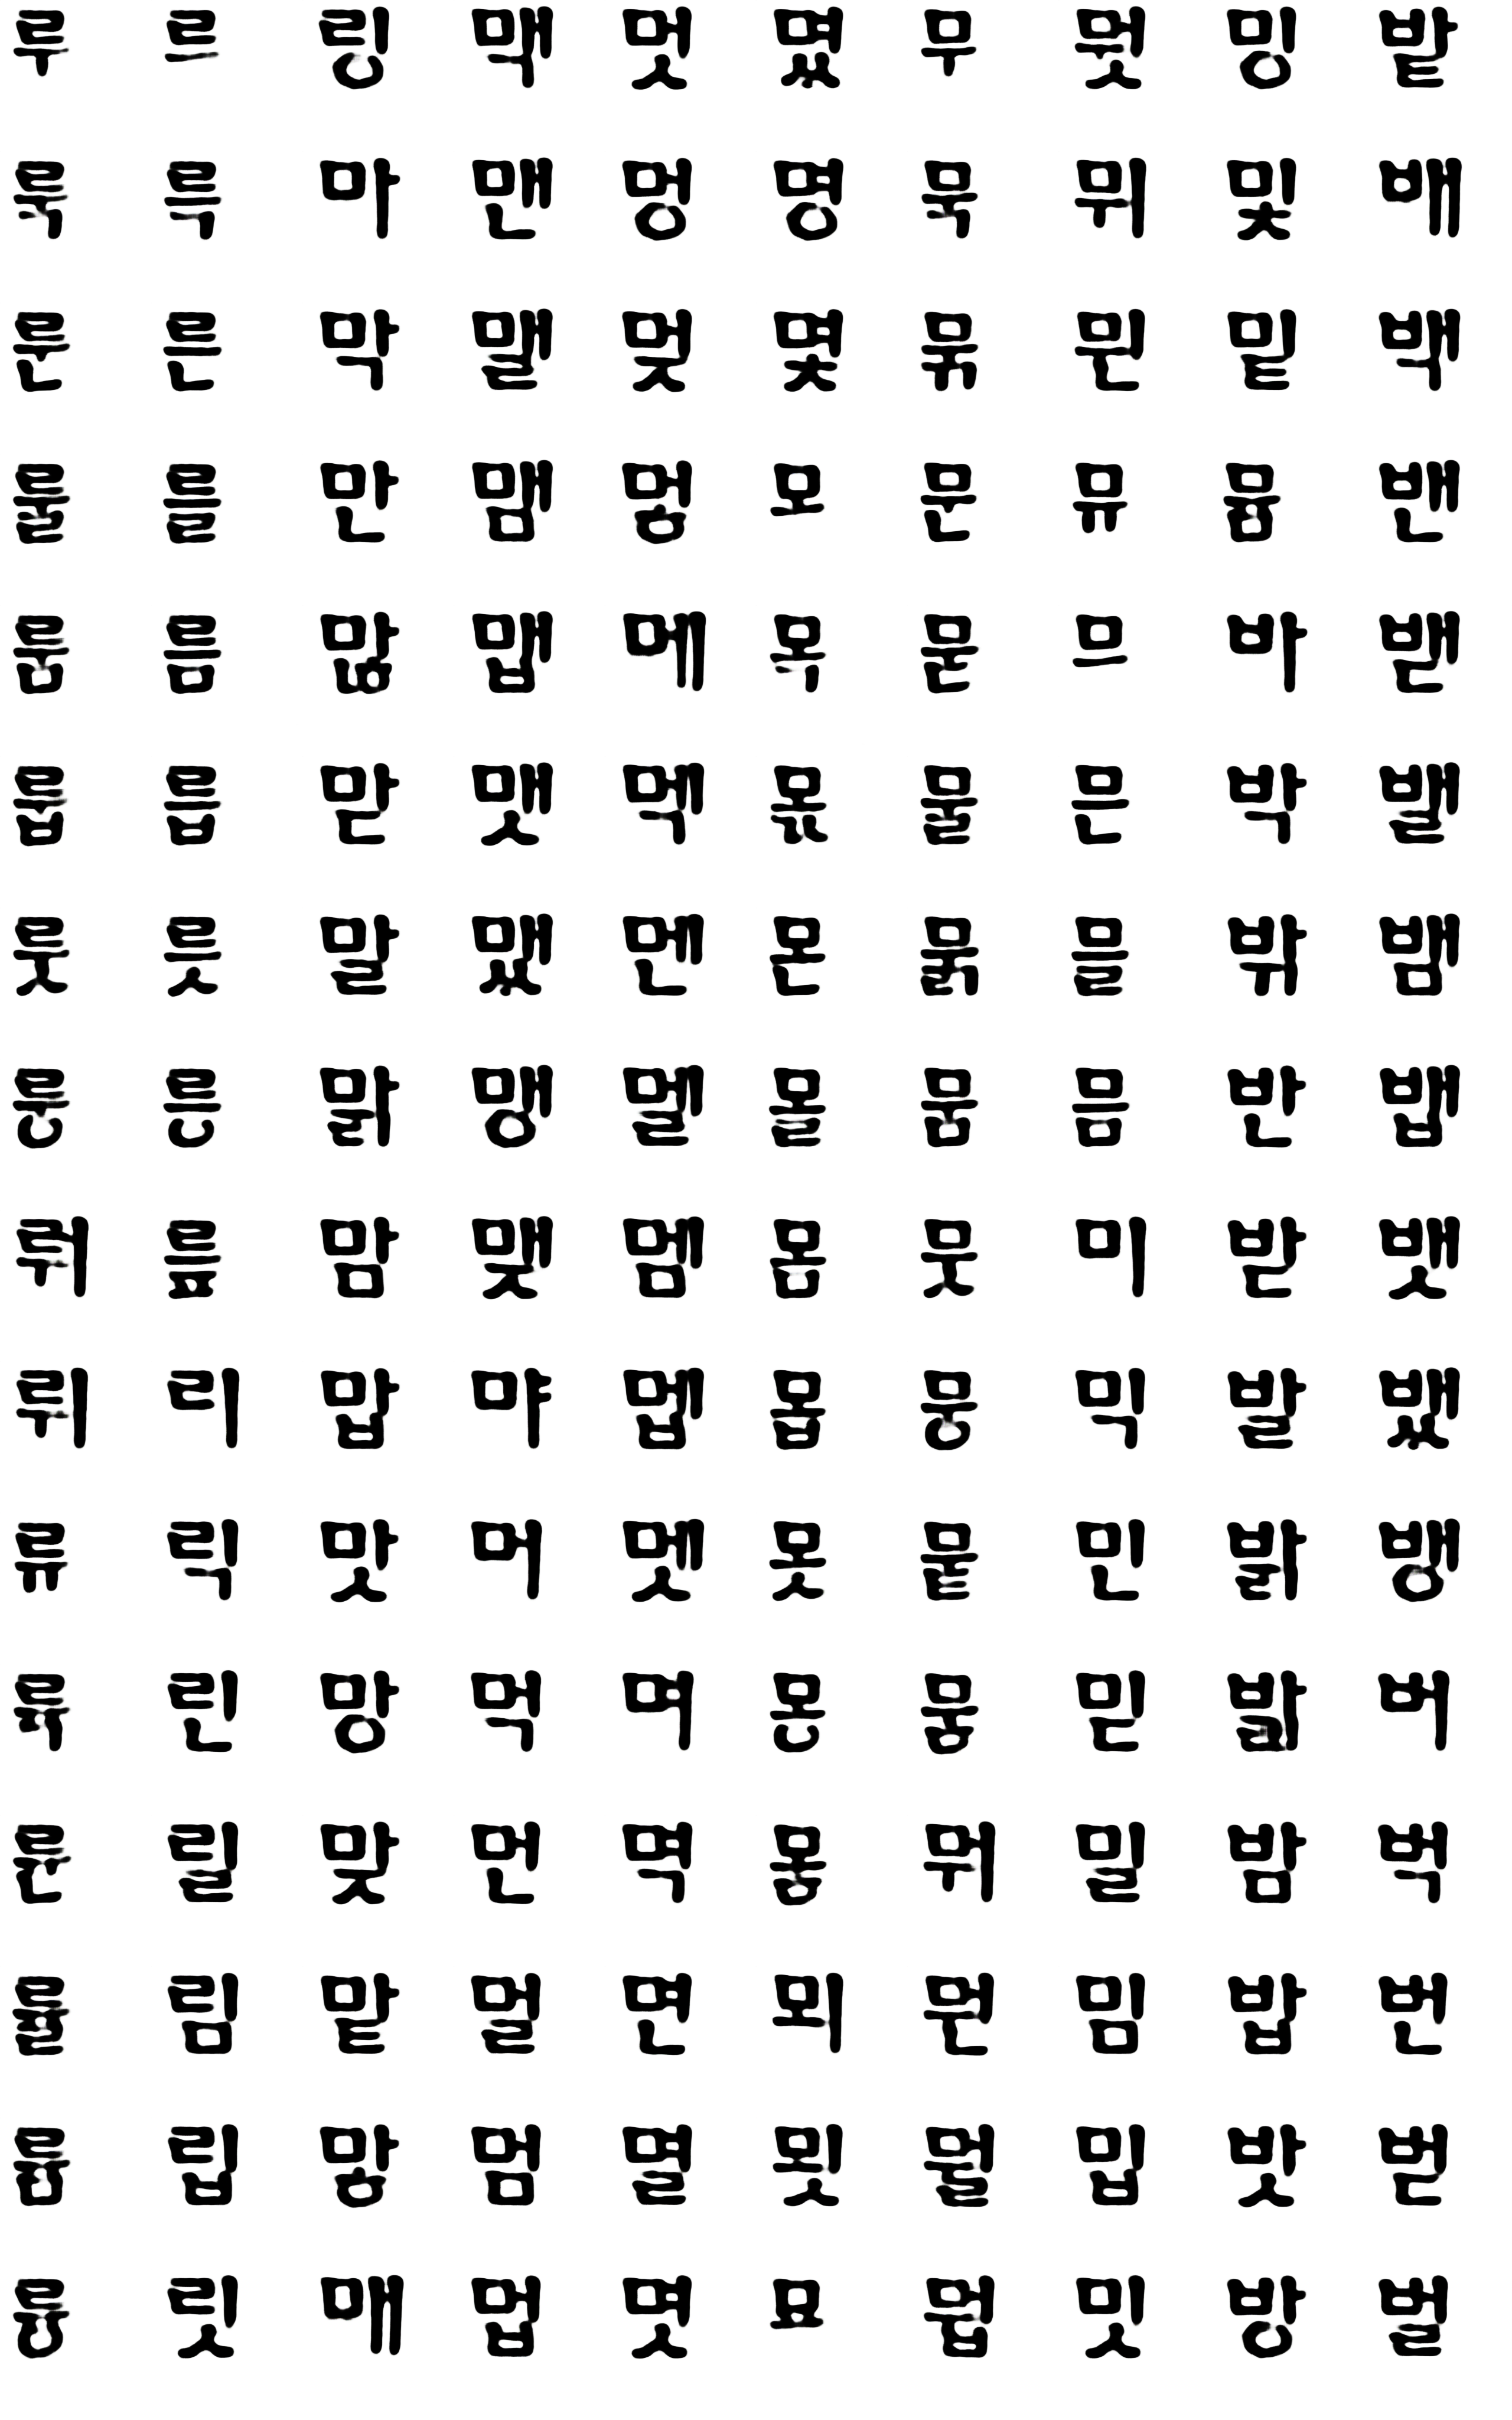 루 르 링 맥 멋 몄 무 뭣 밍 밭
룩 륵 마 맨 멍 명 묵 뮈 및 배
룬 른 막 맬 멎 몇 묶 뮌 밑 백
룰 를 만 맴 멓 모 문 뮤 뮴 밴
룸 름 많 맵 메 목 묻 므 바 밷
룹 릅 맏 맷 멕 몫 물 믄 박 밸
룻 릇 말 맸 멘 몬 묽 믈 밖 뱀
룽 릉 맑 맹 멜 몰 뭄 믐 반 뱁
뤄 릎 맘 맺 멤 몸 뭇 미 받 뱃
뤼 리 맙 먀 멥 몹 뭉 믹 발 뱄
류 릭 맛 머 멧 못 뭍 민 밝 뱅
륙 린 망 먹 며 몽 뭏 믿 밟 버
륜 릴 맞 먼 멱 뫃 뭐 밀 밤 벅
률 림 맡 멀 면 뫼 뭔 밈 밥 번
륨 립 맣 멈 멸 묏 뭘 밉 밧 벋
륭 릿 매 멉 몃 묘 뭡 밋 방 벌